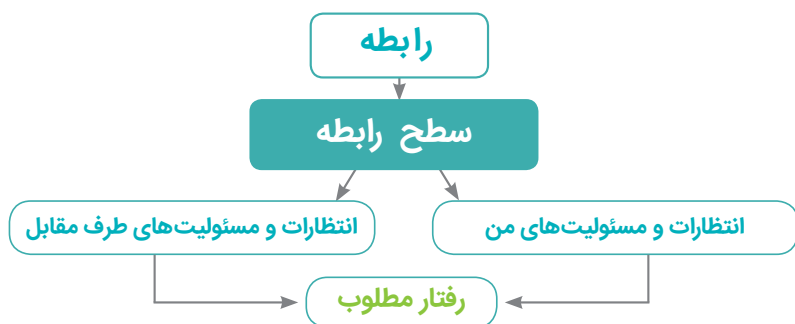 رابطه
سطح رابطه
انتظارات و مسئولیت‌های من
انتظارات و مسئولیت‌های طرف مقابل
رفتار مطلوب